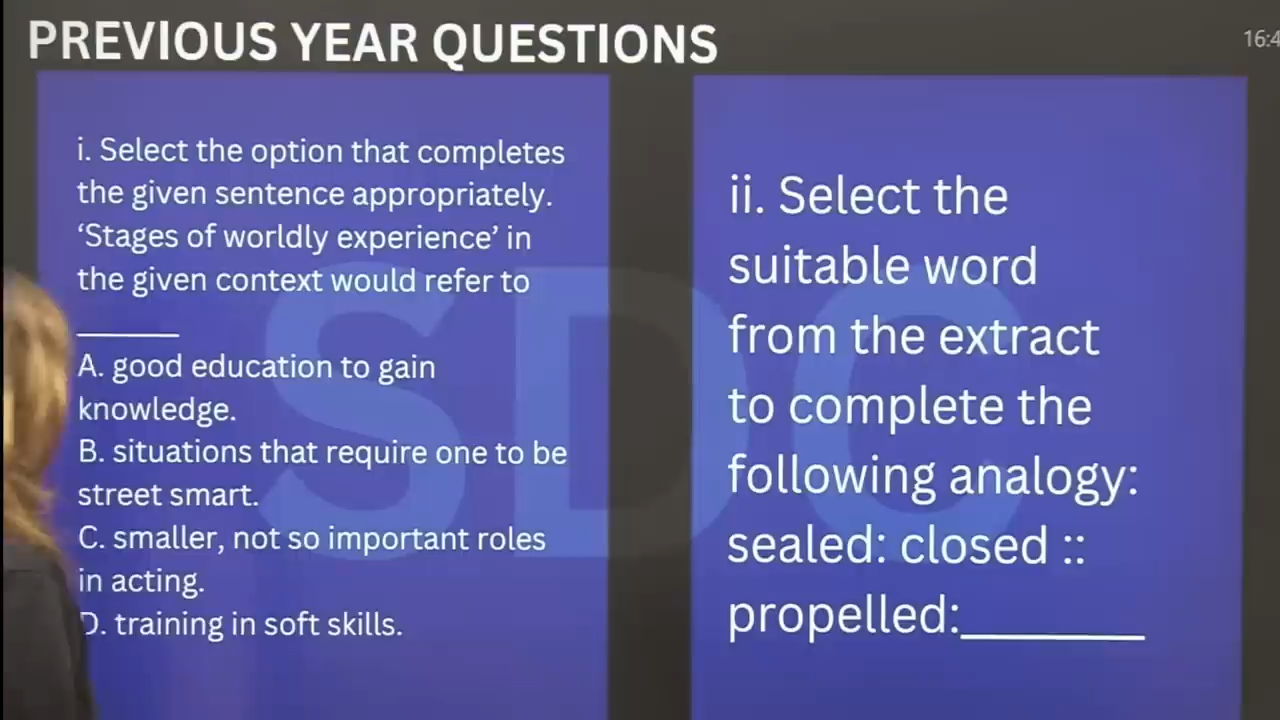 PREVIOUS YEAR QUESTIONS
16:4
i. Select the option that completes
the given sentence appropriately.
‘Stages of worldly experience’ in
the given context would refer to
_______
A. good education to gain
knowledge.
B. situations that require one to be
street smart.
C. smaller, not so important roles
in acting.
D. training in soft skills.
ii. Select the
suitable word
from the extract
to complete the
following analogy:
sealed: closed ::
propelled:________
SDC